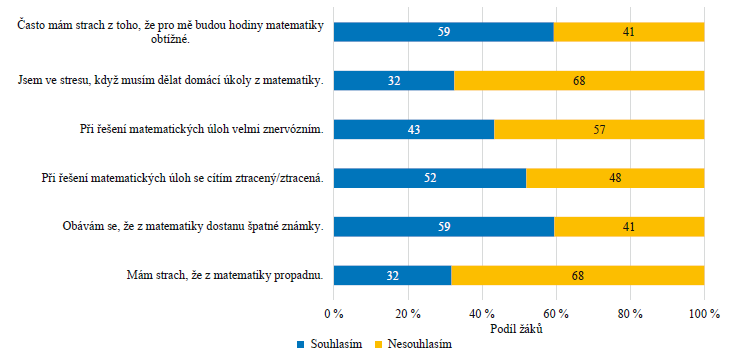 Často mám strach z toho, že pro mě budou hodiny matematiky
obtížné.
59
41
Jsem ve stresu, když musím dělat domácí úkoly z matematiky.
32
68
Při řešení matematických úloh velmi znervózním.
43
57
Při řešení matematických úloh se cítím ztracený/ztracená.
52
48
Obávám se, že z matematiky dostanu špatné známky.
59
41
Mám strach, že z matematiky propadnu.
32
68
0 %
20 %
40 %
60 %
80 %
100 %
Podíl žáků
Souhlasím
Nesouhlasím